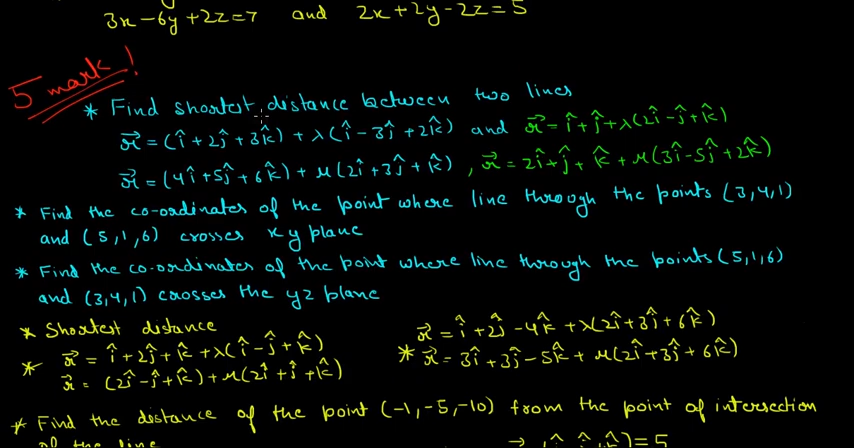 3x-6y+2z=7 and 2x+2y-2z=5
5 mark!
* Find shortest distance between two lines
r⃗=(î+2ĵ+3k̂)+λ(î-3ĵ+2k̂) and r⃗=î+ĵ+λ(2î-ĵ+k̂)
r⃗=(4î+5ĵ+6k̂)+μ(2î+3ĵ+k̂), r⃗=2î+ĵ+k̂+μ(3î-5ĵ+2k̂)
* Find the co-ordinates of the point where line through the points (3,4,1)
and (5,1,6) crosses xy plane
* Find the co-ordinates of the point where line through the points (5,1,6)
and (3,4,1) crosses the yz plane
* Shortest distance
* r⃗=î+2ĵ+k̂+λ(î-ĵ+k̂)
r⃗=(2î-ĵ+k̂)+μ(2î+ĵ+k̂)
r⃗=î+2ĵ-4k̂+λ(2î+3ĵ+6k̂)
* r⃗=3î+3ĵ-5k̂+μ(2î+3ĵ+6k̂)
* Find the distance of the point (-1,-5,-10) from the point of intersection
of the line